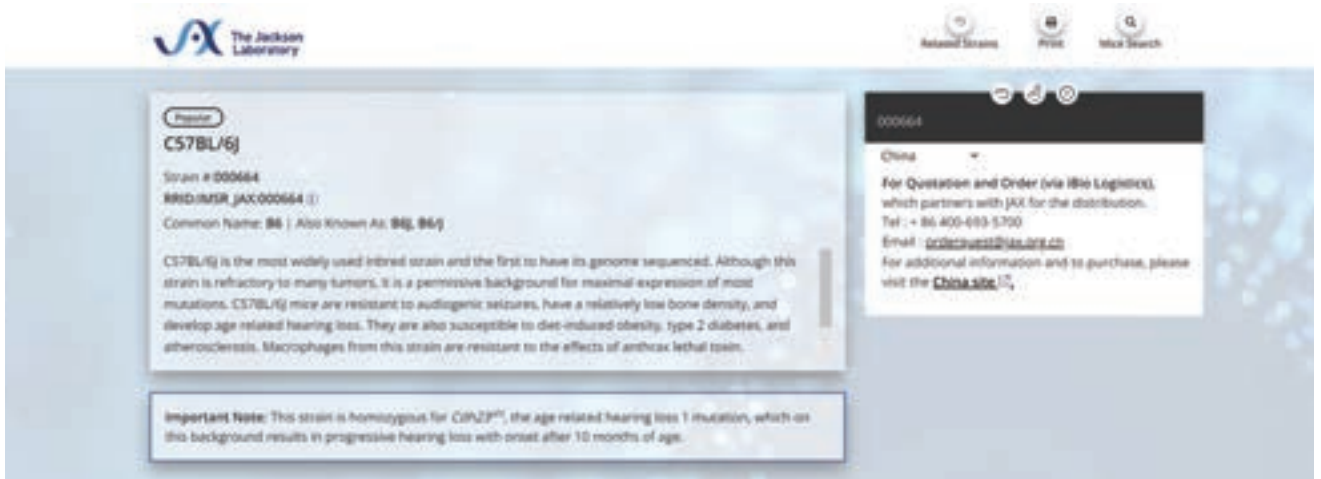 The Jackson
Laboratory
Related Strains
Print
Mice Search
Popular
C57BL/6J
Strain # 000664
RRID:IMSR_JAX:000664
Common Name: B6 | Also Known As: B6J, B6/J
C57BL/6J is the most widely used inbred strain and the first to have its genome sequenced. Although this
strain is refractory to many tumors, it is a permissive background for maximal expression of most
mutations. C57BL/6J mice are resistant to audiogenic seizures, have a relatively low bone density, and
develop age related hearing loss. They are also susceptible to diet-induced obesity, type 2 diabetes, and
atherosclerosis. Macrophages from this strain are resistant to the effects of anthrax lethal toxin.
Important Note: This strain is homozygous for Cdh23ahl, the age related hearing loss 1 mutation, which on
this background results in progressive hearing loss with onset after 10 months of age.
000664
China
For Quotation and Order (via iBio Logistics),
which partners with JAX for the distribution.
Tel : + 86 400-693-5700
Email : orderquest@jax.org.cn
For additional information and to purchase, please
visit the China site.